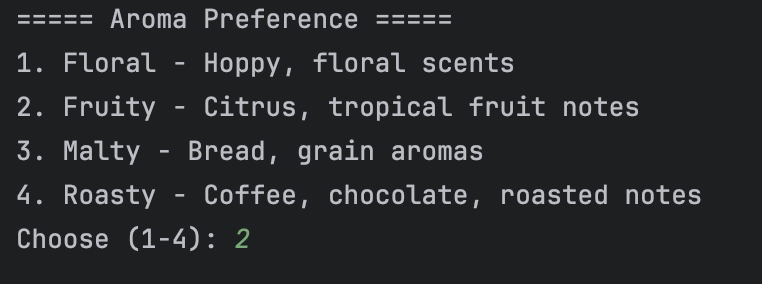 ===== Aroma Preference =====
1. Floral - Hoppy, floral scents
2. Fruity - Citrus, tropical fruit notes
3. Malty - Bread, grain aromas
4. Roasty - Coffee, chocolate, roasted notes
Choose (1-4): 2